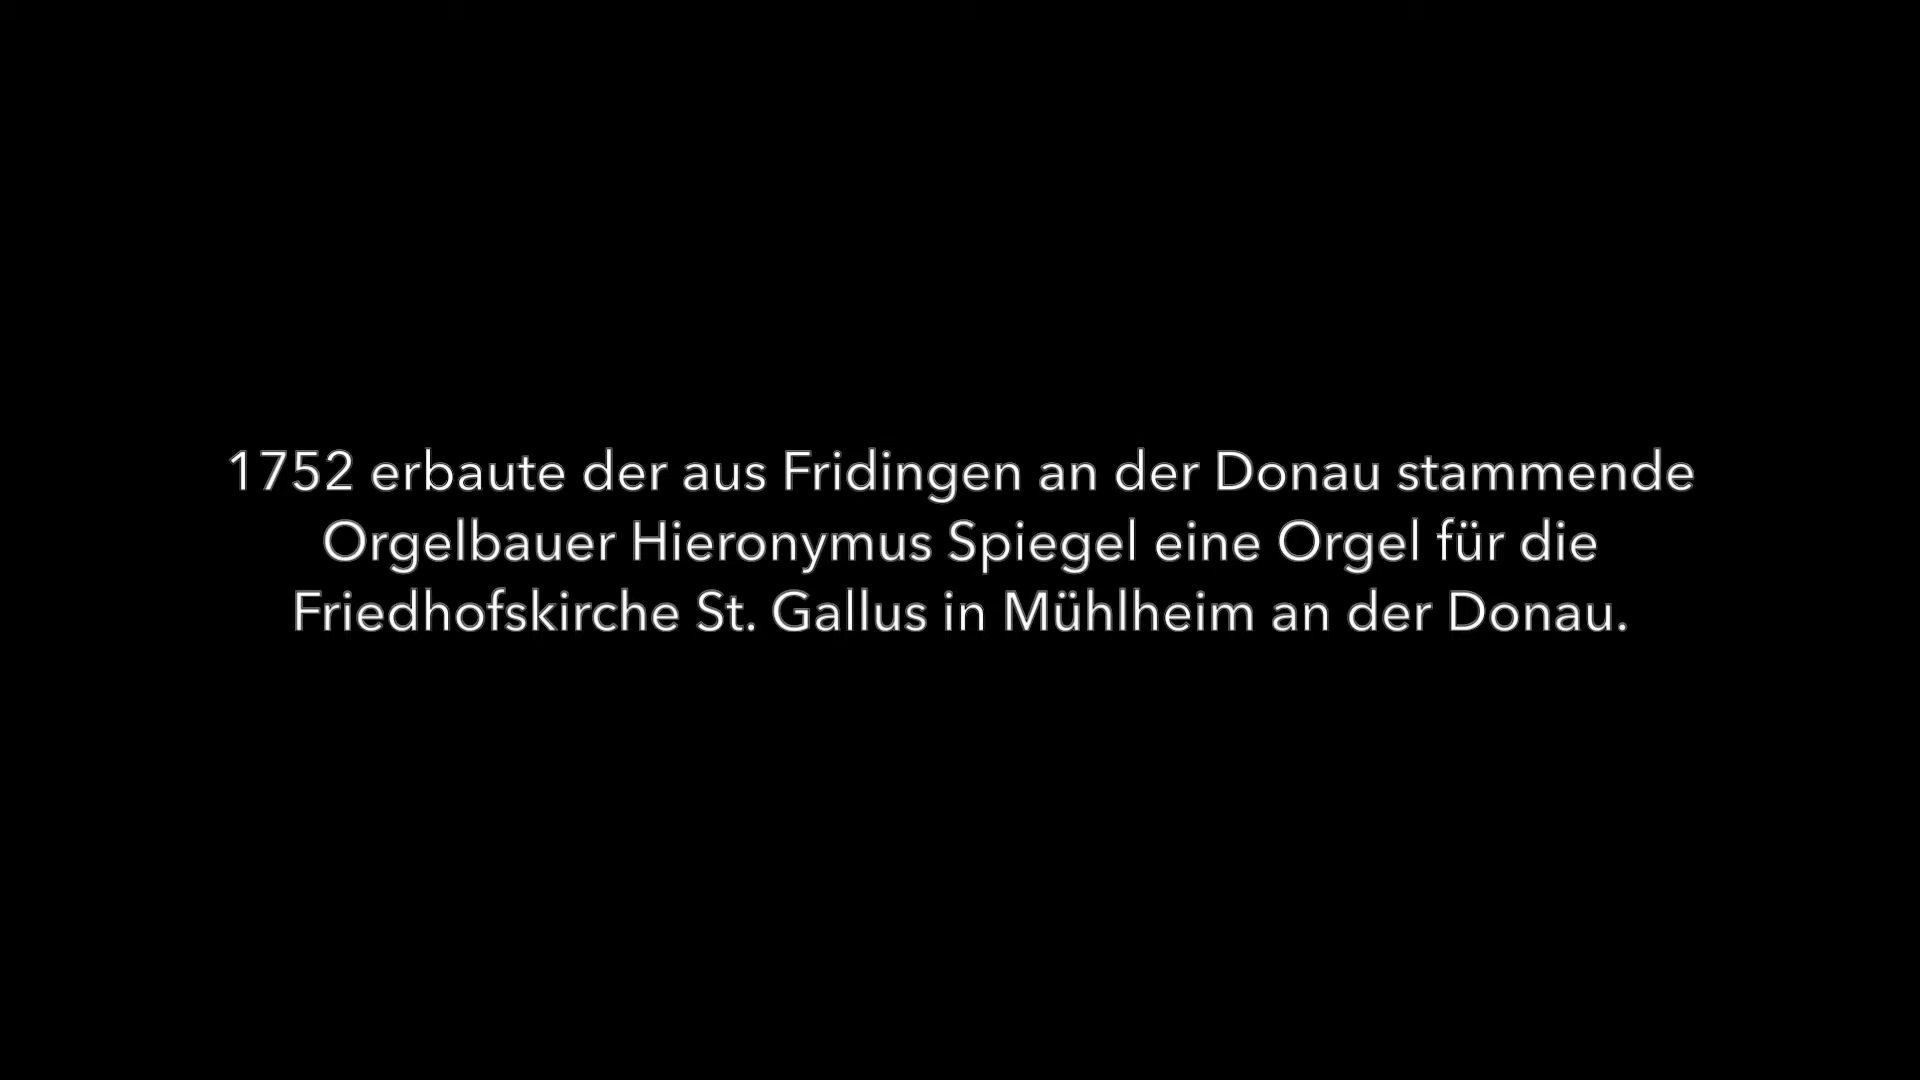 1752 erbaute der aus Fridingen an der Donau stammende
Orgelbauer Hieronymus Spiegel eine Orgel für die
Friedhofskirche St. Gallus in Mühlheim an der Donau.